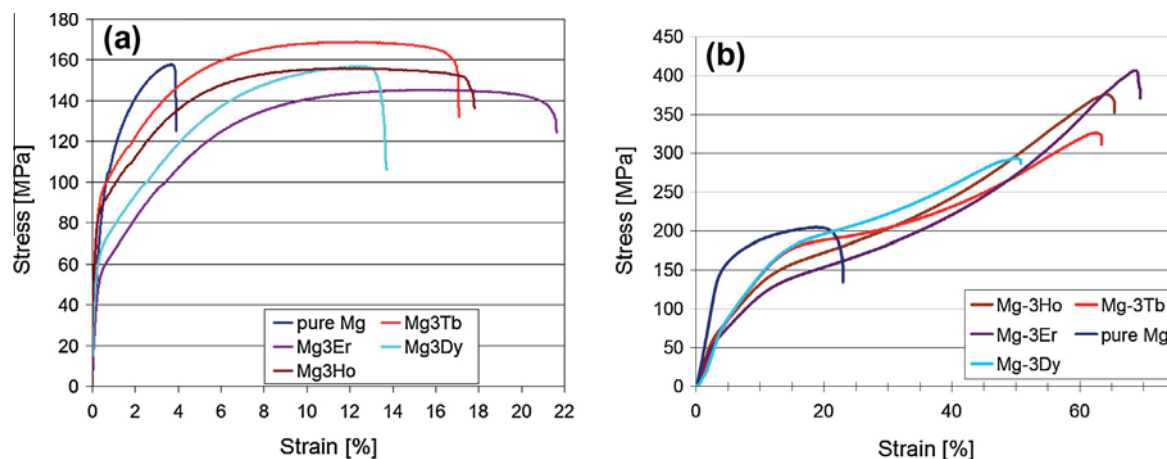 (a)
Stress [MPa]
180
160
140
120
100
80
60
40
20
0
0 2 4 6 8 10 12 14 16 18 20 22
Strain [%]
pure Mg Mg3Tb
Mg3Er Mg3Dy
Mg3Ho
(b)
Stress [MPa]
450
400
350
300
250
200
150
100
50
0
0 20 40 60
Strain [%]
Mg-3Ho Mg-3Tb
Mg-3Er pure Mg
Mg-3Dy